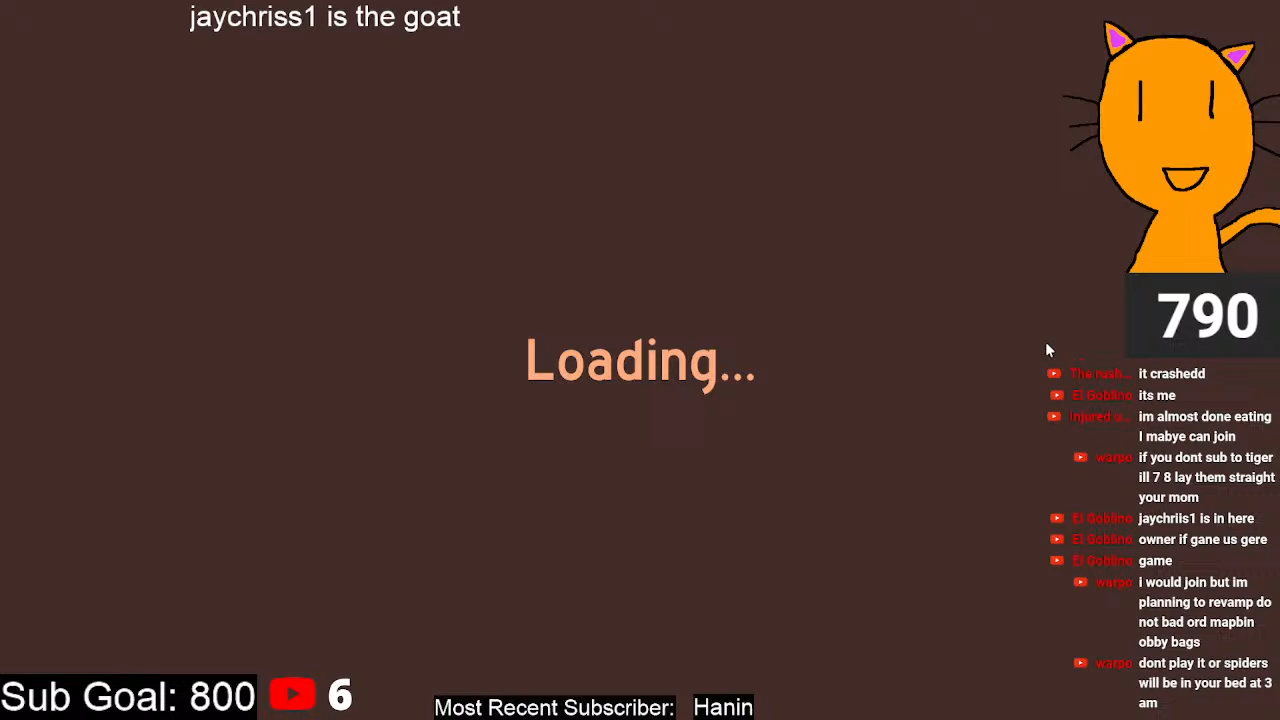 jaychriss1 is the goat
790
Loading...
The rush... it crashedd
El Goblino its me
Injured u... im almost done eating
I mabye can join
warpo if you dont sub to tiger
ill 7 8 lay them straight
your mom
El Goblino jaychriis1 is in here
El Goblino owner if gane us gere
El Goblino game
warpo i would join but im
planning to revamp do
not bad ord mapbin
obby bags
warpo dont play it or spiders
will be in your bed at 3
am
Sub Goal: 800 6
Most Recent Subscriber: Hanin